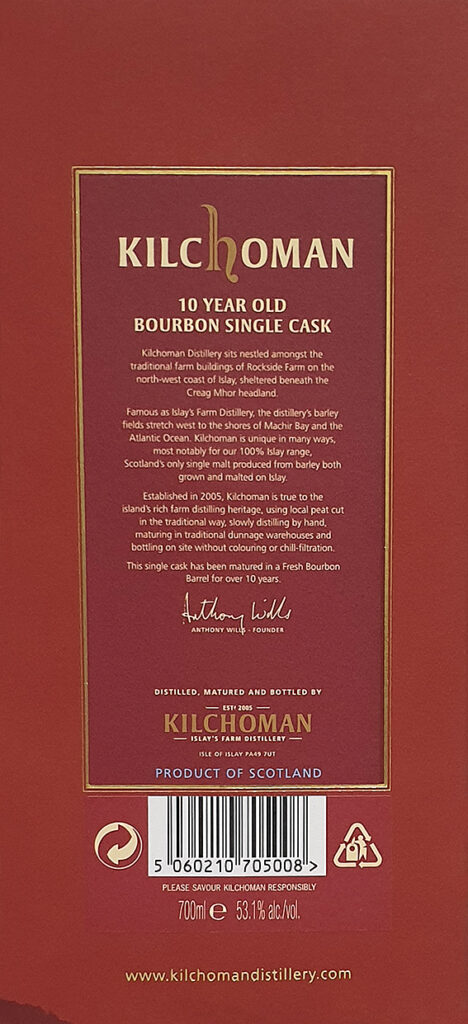 KILCHOMAN
10 YEAR OLD
BOURBON SINGLE CASK
Kilchoman Distillery sits nestled amongst the
traditional farm buildings of Rockside Farm on the
north-west coast of Islay, sheltered beneath the
Creag Mhor headland.
Famous as Islay's Farm Distillery, the distillery's barley
fields stretch west to the shores of Machir Bay and the
Atlantic Ocean. Kilchoman is unique in many ways,
most notably for our 100% Islay range,
Scotland's only single malt produced from barley both
grown and malted on Islay.
Established in 2005, Kilchoman is true to the
island's rich farm distilling heritage, using local peat cut
in the traditional way, slowly distilling by hand,
maturing in traditional dunnage warehouses and
bottling on site without colouring or chill-filtration.
This single cask has been matured in a Fresh Bourbon
Barrel for over 10 years.
Anthony Wills
ANTHONY WILLS - FOUNDER
DISTILLED, MATURED AND BOTTLED BY
ESTD 2005
KILCHOMAN
ISLAY'S FARM DISTILLERY
ISLE OF ISLAY PA49 7UT
PRODUCT OF SCOTLAND
5 060210 705008 >
PLEASE SAVOUR KILCHOMAN RESPONSIBLY
700ml e 53.1% alc./vol.
www.kilchomandistillery.com